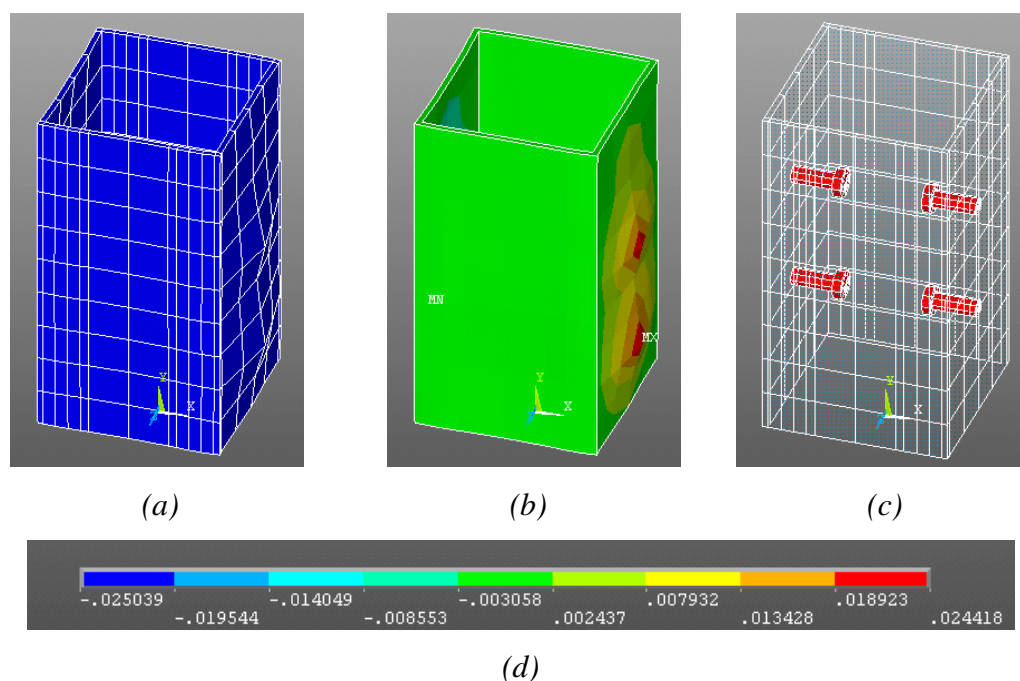 Y
X
MN
MX
Y
X
Y
X
(a)
(b)
(c)
-.025039 -.014049 -.003058 .007932 .018923
-.019544 -.008553 .002437 .013428 .024418
(d)